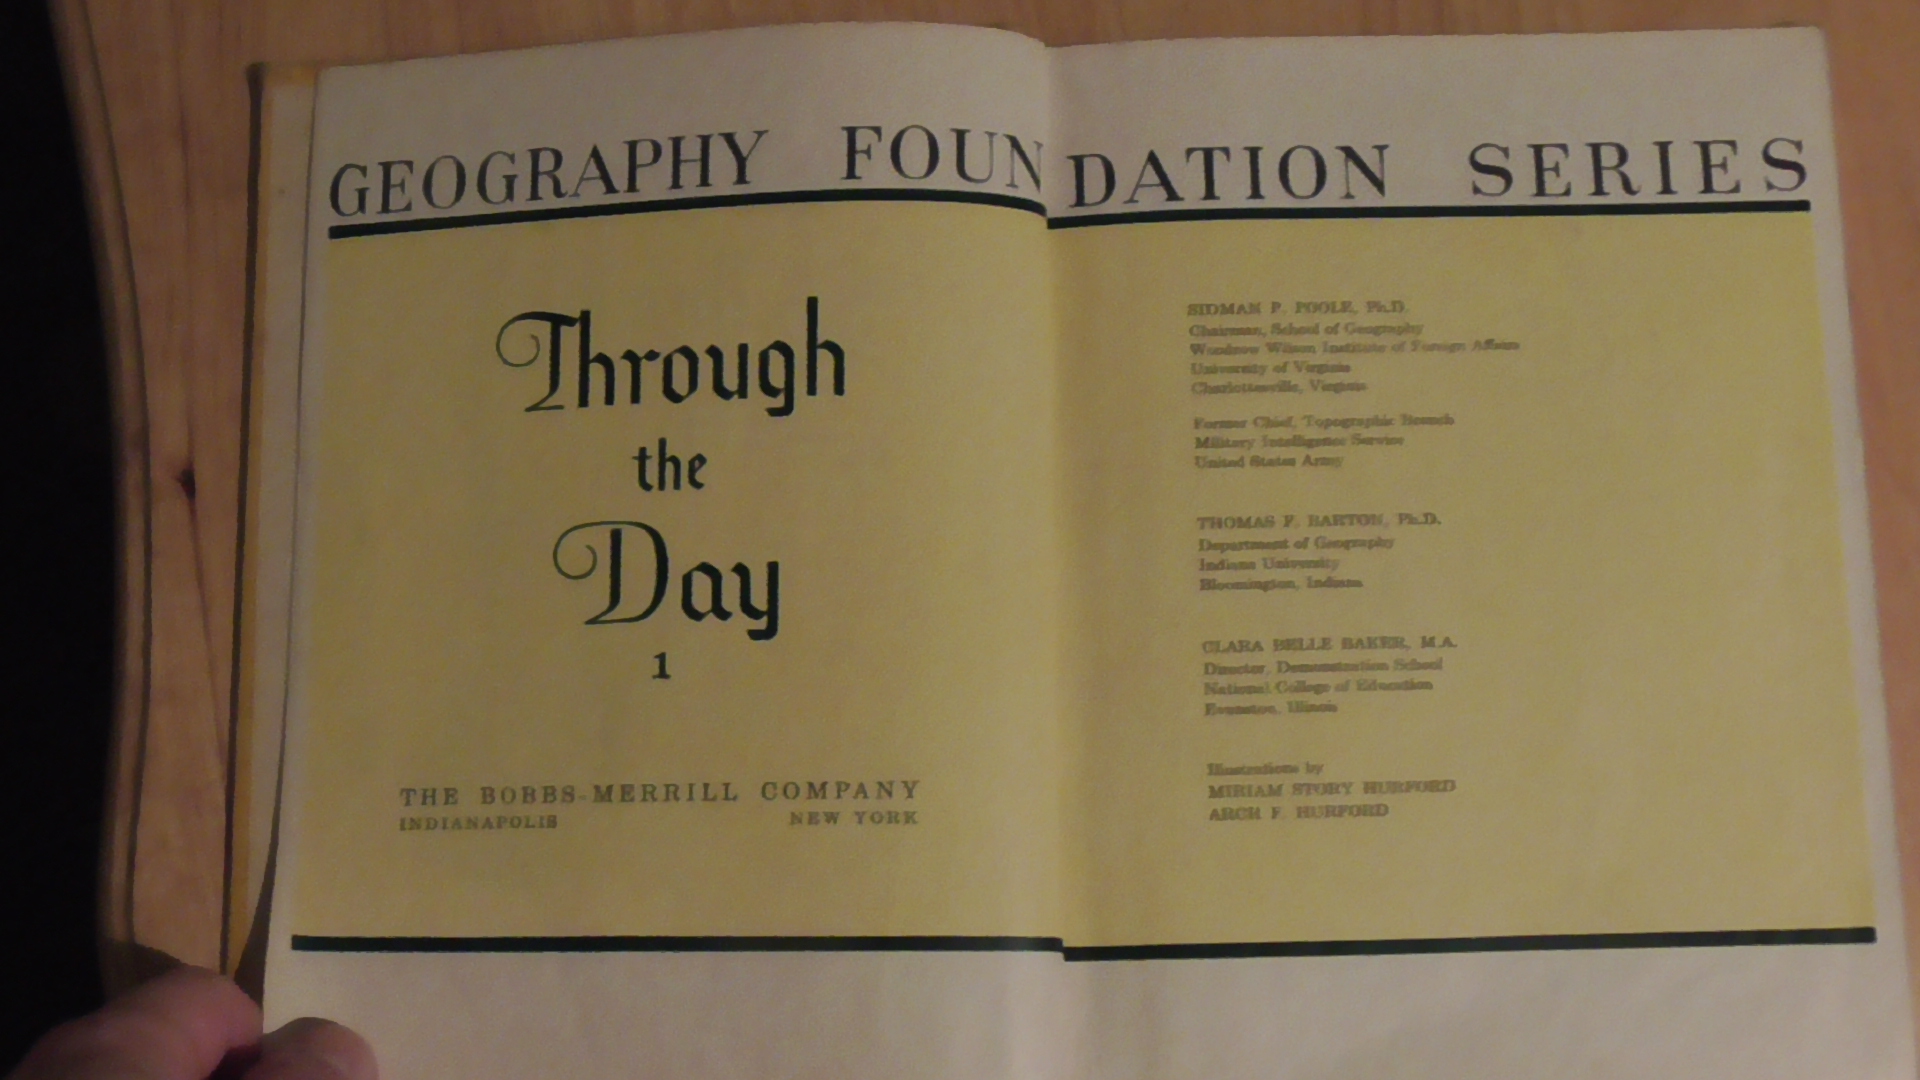 GEOGRAPHY FOUNDATION SERIES
Through
the
Day
1
THE BOBBS-MERRILL COMPANY
INDIANAPOLIS NEW YORK
SIDMAN P. POOLE, Ph.D.
Chairman, School of Geography
Woodrow Wilson Institute of Foreign Affairs
University of Virginia
Charlottesville, Virginia
Former Chief, Topographic Branch
Military Intelligence Service
United States Army
THOMAS F. BARTON, Ph.D.
Department of Geography
Indiana University
Bloomington, Indiana
CLARA BELLE BAKER, M.A.
Director, Demonstration School
National College of Education
Evanston, Illinois
Illustrations by
MIRIAM STORY HURFORD
ARCH F. HURFORD